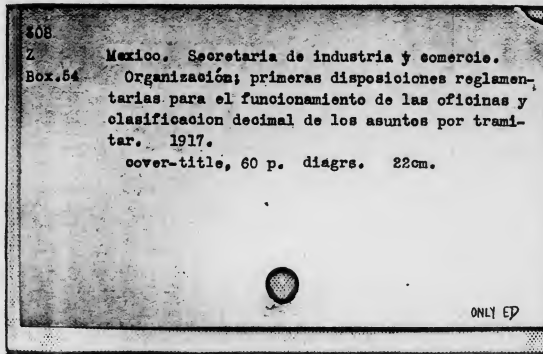 308
Z Mexico. Secretaria de industria y comercio.
Box.54 Organización; primeras disposiciones reglamen-
tarias para el funcionamiento de las oficinas y
clasificacion decimal de los asuntos por trami-
tar. 1917.
cover-title, 60 p. diagrs. 22cm.
ONLY ED